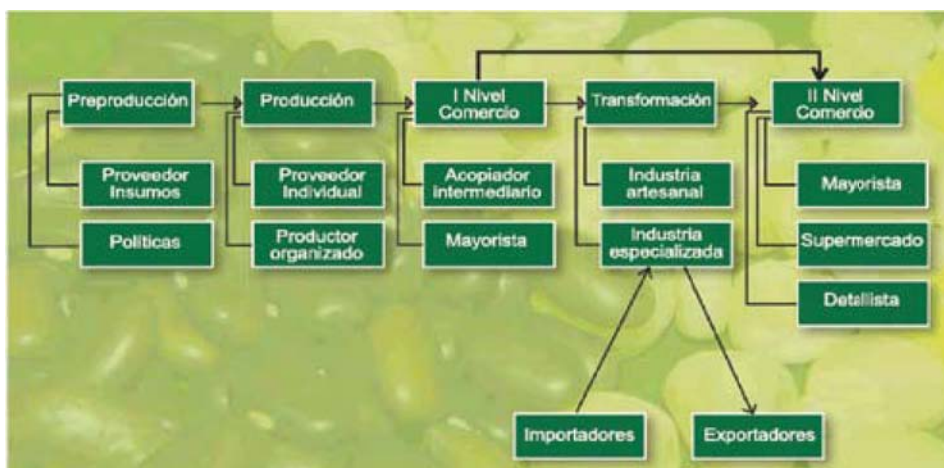 Preproducción
Producción
I Nivel
Comercio
Transformación
II Nivel
Comercio
Proveedor
Insumos
Proveedor
Individual
Acopiador
intermediario
Industria
artesanal
Mayorista
Políticas
Productor
organizado
Mayorista
Industria
especializada
Supermercado
Detallista
Importadores
Exportadores